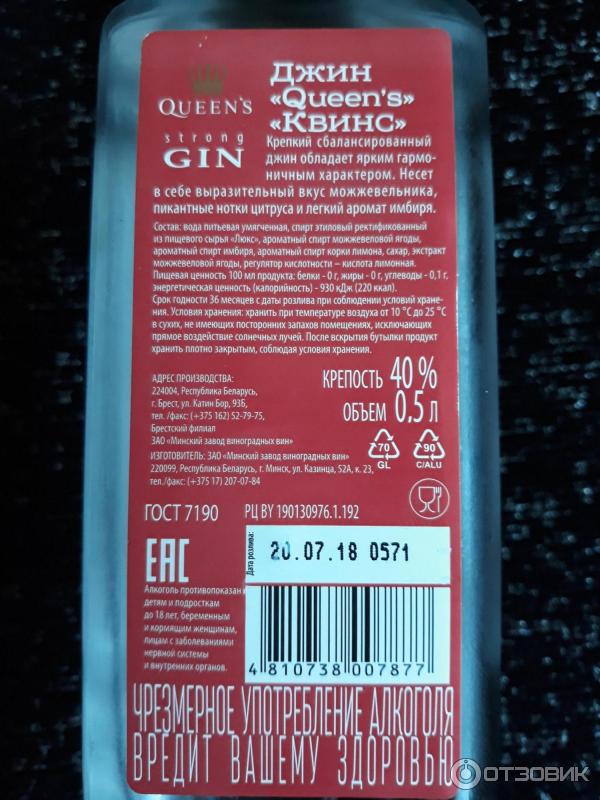 QUEEN'S
strong
GIN
Джин
«Queen's»
«Квинс»
Крепкий сбалансированный
джин обладает ярким гармо-
ничным характером. Несет
в себе выразительный вкус можжевельника,
пикантные нотки цитруса и легкий аромат имбиря.
Состав: вода питьевая умягченная, спирт этиловый ректификованный
из пищевого сырья «Люкс», ароматный спирт можжевеловой ягоды,
ароматный спирт имбиря, ароматный спирт корки лимона, сахар, экстракт
можжевеловой ягоды, регулятор кислотности – кислота лимонная.
Пищевая ценность 100 мл продукта: белки - 0 г, жиры - 0 г, углеводы - 0,1 г,
энергетическая ценность (калорийность) - 930 кДж (220 ккал).
Срок годности 36 месяцев с даты розлива при соблюдении условий хране-
ния. Условия хранения: хранить при температуре воздуха от 10 °С до 25 °С
в сухих, не имеющих посторонних запахов помещениях, исключающих
прямое воздействие солнечных лучей. После вскрытия бутылки продукт
хранить плотно закрытым, соблюдая условия хранения.
АДРЕС ПРОИЗВОДСТВА:
224004, Республика Беларусь,
г. Брест, ул. Катин Бор, 93Б,
тел. /факс: (+375 162) 52-79-75,
Брестский филиал
ЗАО «Минский завод виноградных вин»
ИЗГОТОВИТЕЛЬ: ЗАО «Минский завод виноградных вин»
220099, Республика Беларусь, г. Минск, ул. Казинца, 52А, к. 23,
тел./факс: (+375 17) 207-07-84
КРЕПОСТЬ 40 %
ОБЪЕМ 0,5 л
70
GL
90
C/ALU
ГОСТ 7190
РЦ BY 190130976.1.192
Дата розлива:
20.07.18 0571
EAC
Алкоголь противопоказан
детям и подросткам
до 18 лет, беременным
и кормящим женщинам,
лицам с заболеваниями
нервной системы
и внутренних органов.
4 810738 007877
ЧРЕЗМЕРНОЕ УПОТРЕБЛЕНИЕ АЛКОГОЛЯ
ВРЕДИТ ВАШЕМУ ЗДОРОВЬЮ
ОТЗОВИК